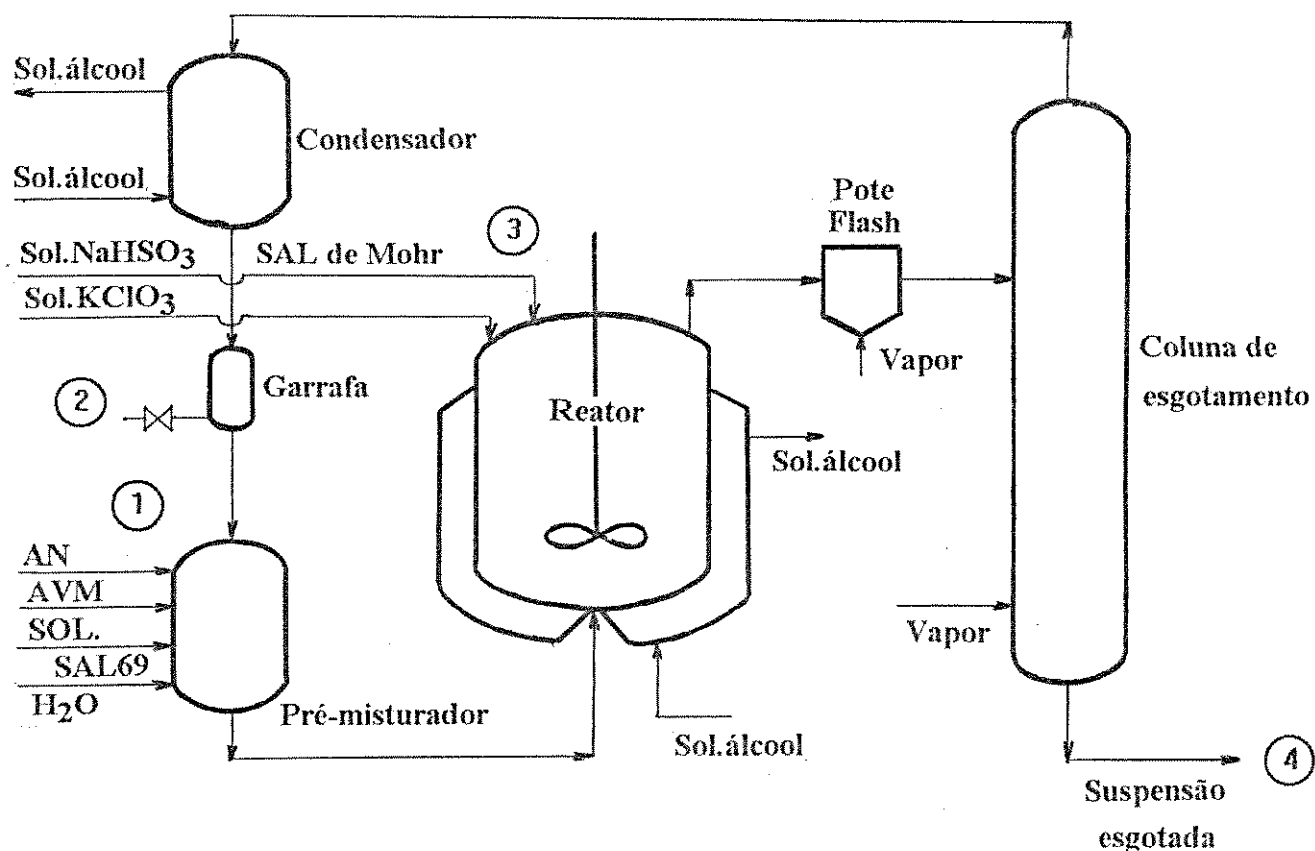 Sol.álcool
Condensador
Sol.álcool
Sol.NaHSO3
SAL de Mohr
3
Sol.KClO3
Garrafa
2
Pote
Flash
Vapor
Coluna de
esgotamento
Reator
Sol.álcool
1
AN
AVM
SOL.
SAL69
H2O
Pré-misturador
Sol.álcool
Vapor
4
Suspensão
esgotada